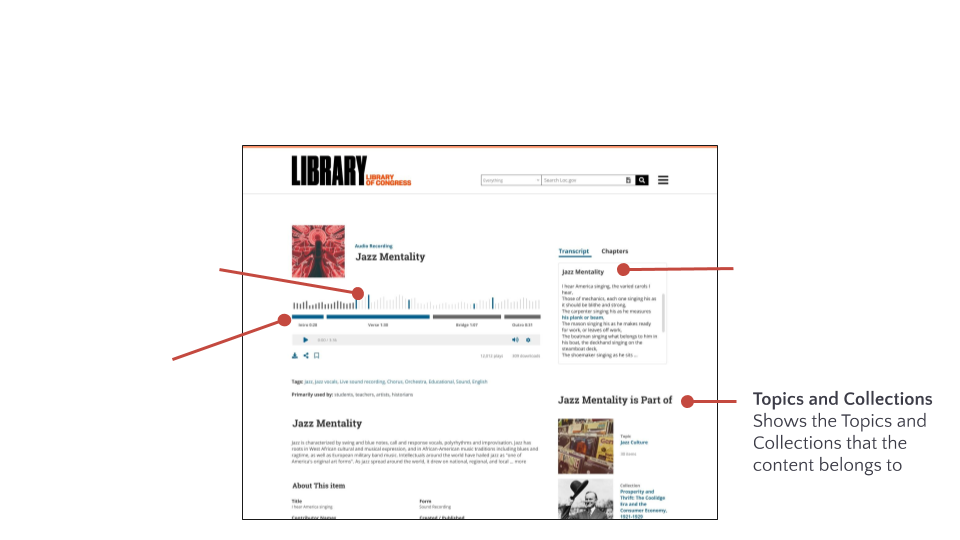 LIBRARY
LIBRARY
OF CONGRESS
Everything
Search Loc.gov
Audio Recording
Jazz Mentality
Transcript Chapters
Jazz Mentality
I hear America singing, the varied carols I
hear,
Those of mechanics, each one singing his as
it should be blithe and strong,
The carpenter singing his as he measures
his plank or beam,
The mason singing his as he makes ready
for work, or leaves off work,
The boatman singing what belongs to him in
his boat, the deckhand singing on the
steamboat deck,
The shoemaker singing as he sits ...
Intro 0:28
Verse 1:30
Bridge 1:07
Outro 0:31
Tags: Jazz, Jazz vocals, Live sound recording, Chorus, Orchestra, Educational, Sound, English
Primarily used by: students, teachers, artists, historians
Jazz Mentality
Jazz is characterized by swing and blue notes, call and response vocals, polyrhythms and improvisation. Jazz has
roots in West African cultural and musical expression, and in African-American music traditions including blues and
ragtime, as well as European military band music. Intellectuals around the world have hailed jazz as "one of
America's original art forms". As jazz spread around the world, it drew on national, regional, and local ... more
About This item
Title
I Hear America singing
Form
Sound Recording
Contributor Names
Created / Published
Jazz Mentality is Part of
Topic
Jazz Culture
Collection
Prosperity and
Thrift: The Coolidge
Era and the
Consumer Economy,
1921-1929
Topics and Collections
Shows the Topics and
Collections that the
content belongs to